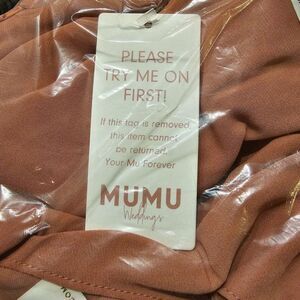 PLEASE
TRY ME ON
FIRST!
If this tag is removed,
this item cannot
be returned.
Your Mu Forever
MUMU
Weddings